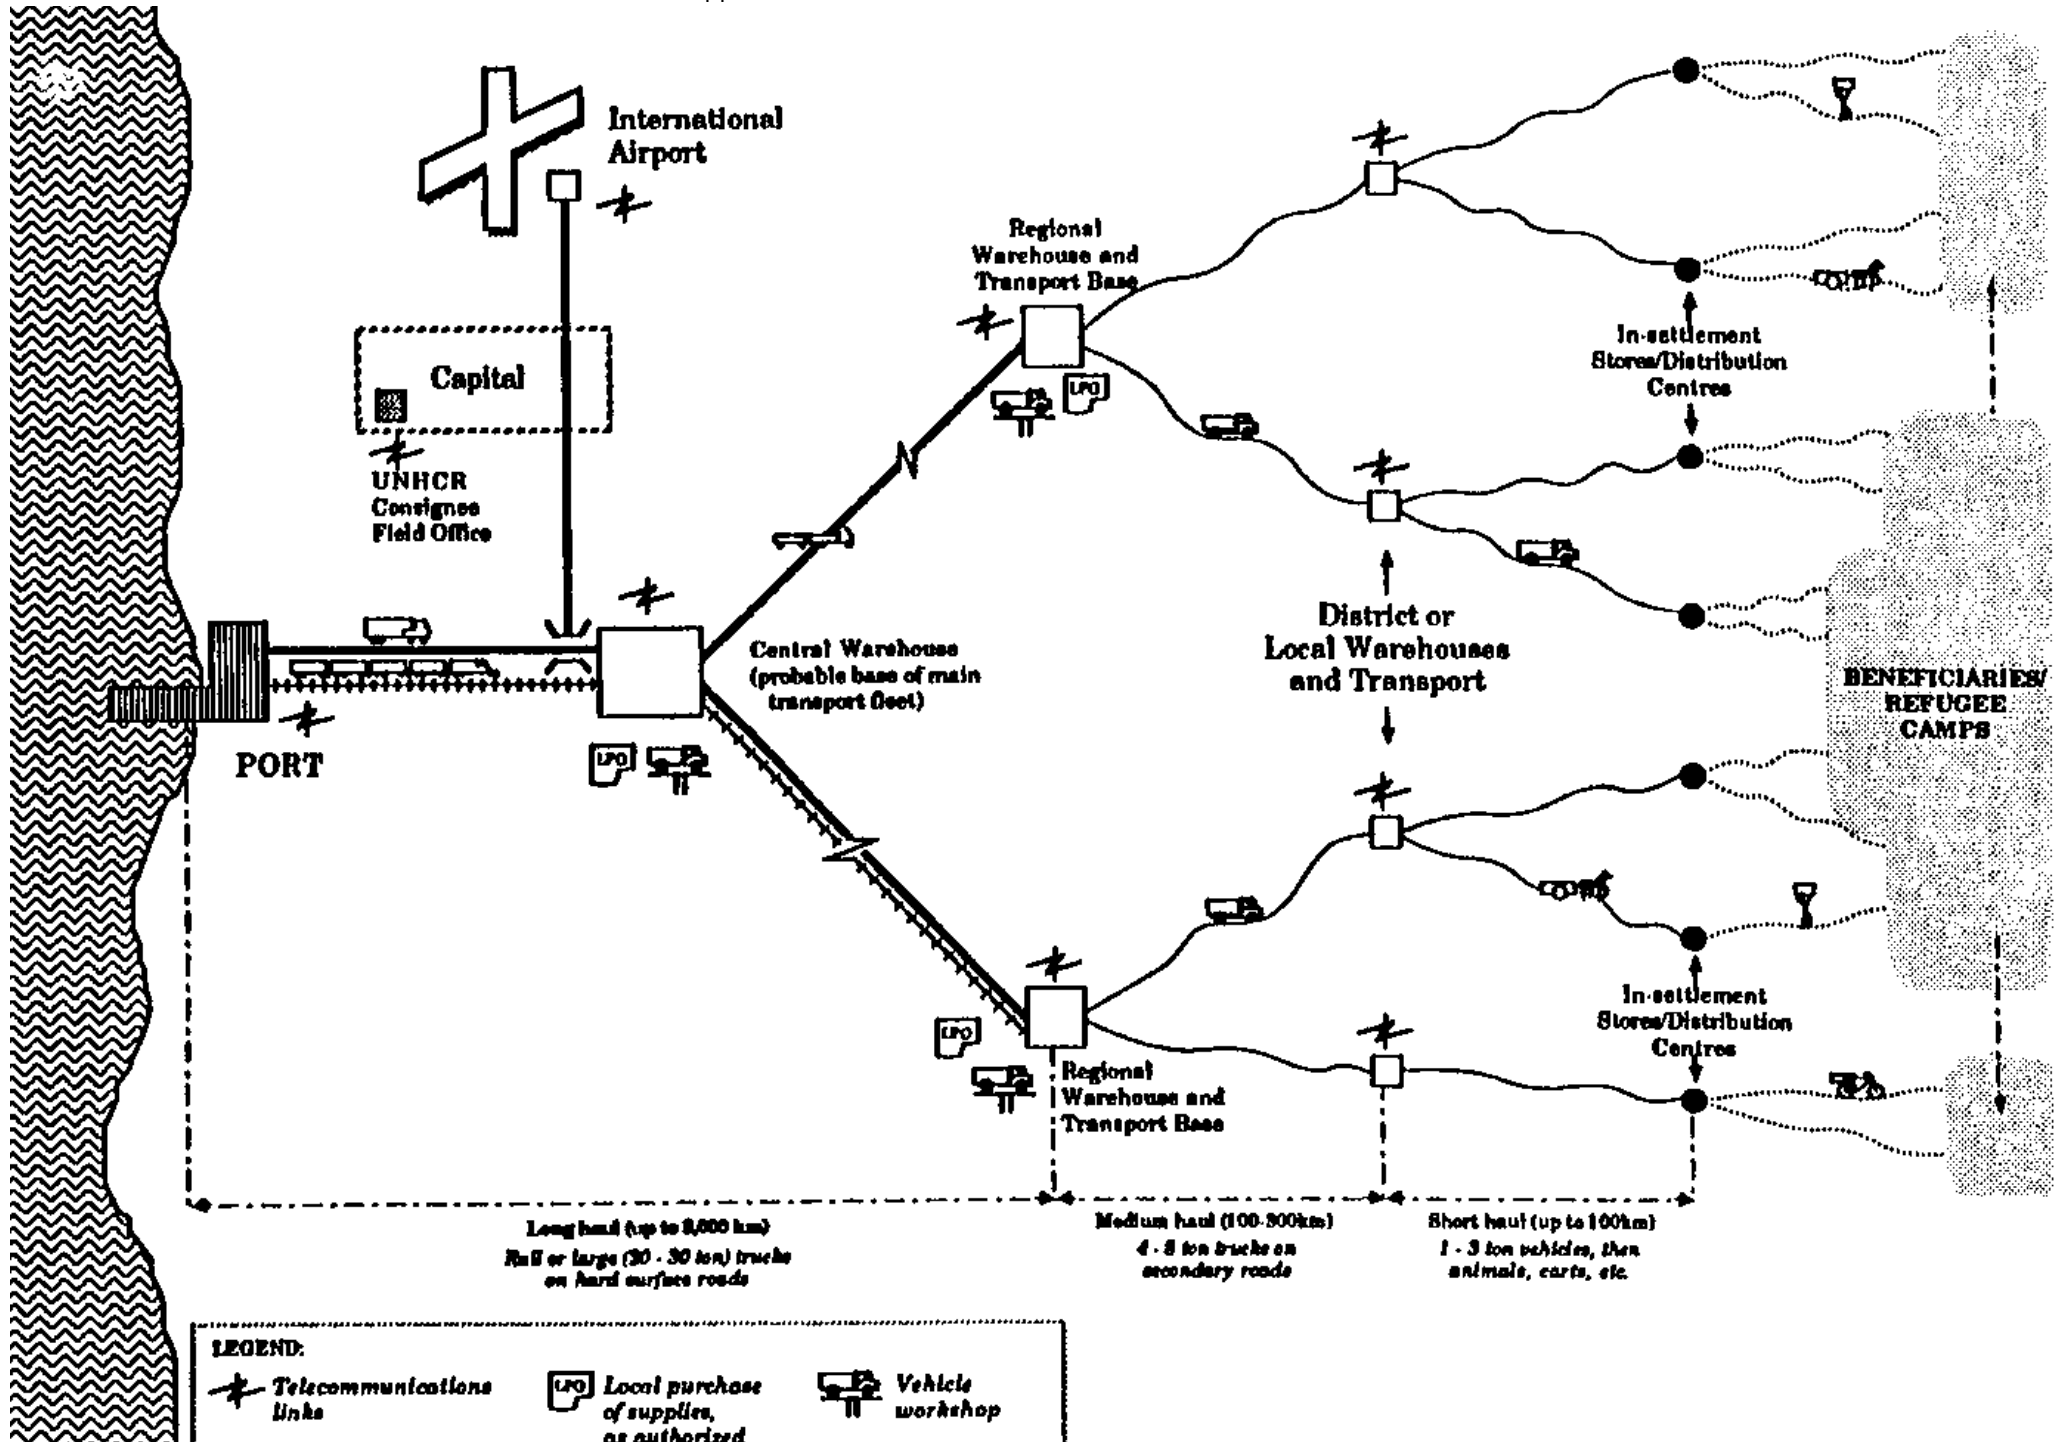 International
Airport
Capital
UNHCR
Consignee
Field Office
PORT
Central Warehouse
(probable base of main
transport fleet)
LPO
Regional
Warehouse and
Transport Base
LPO
District or
Local Warehouses
and Transport
In-settlement
Stores/Distribution
Centres
BENEFICIARIES/
REFUGEE
CAMPS
In-settlement
Stores/Distribution
Centres
LPO
Regional
Warehouse and
Transport Base
Long haul (up to km)
Rail or large (20 - 30 ton) trucks
on hard surface roads
Medium haul (100-300km)
4 - 8 ton trucks on
secondary roads
Short haul (up to 100km)
1 - 3 ton vehicles, then
animals, carts, etc.
LEGEND:
Telecommunications
links
LPO
Local purchase
of supplies,
as authorized
Vehicle
workshop